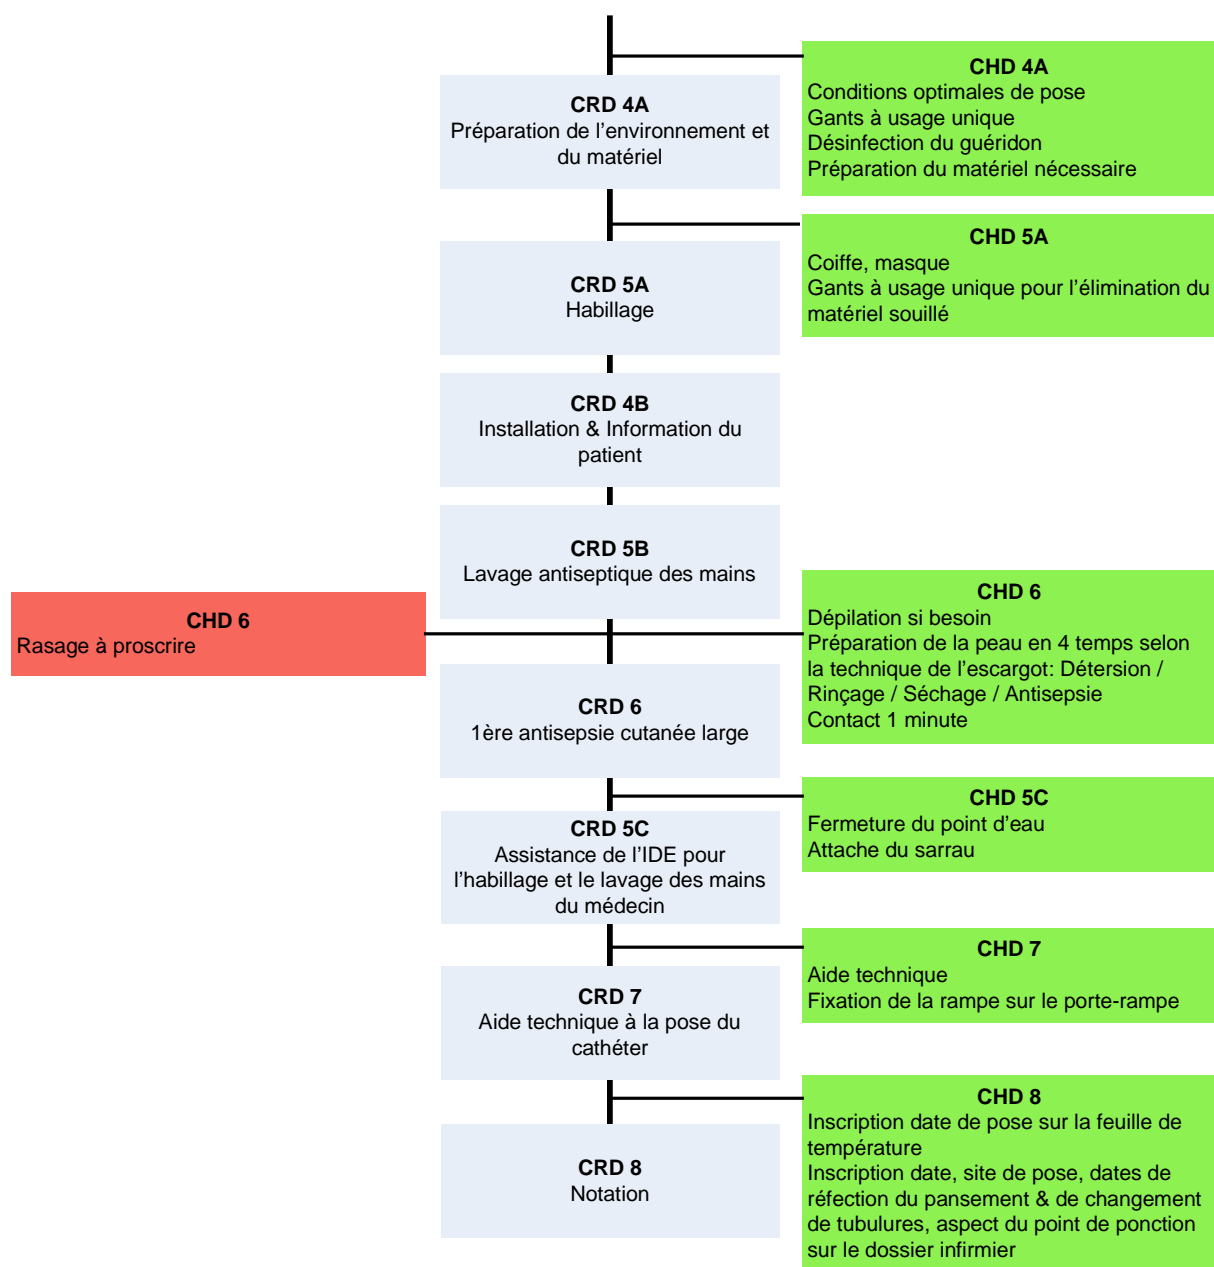 CHD 4A
Conditions optimales de pose
Gants à usage unique
Désinfection du guéridon
Préparation du matériel nécessaire
CRD 4A
Préparation de l’environnement et
du matériel
CHD 5A
Coiffe, masque
Gants à usage unique pour l’élimination du
matériel souillé
CRD 5A
Habillage
CRD 4B
Installation & Information du
patient
CRD 5B
Lavage antiseptique des mains
CHD 6
Rasage à proscrire
CHD 6
Dépilation si besoin
Préparation de la peau en 4 temps selon
la technique de l’escargot: Détersion /
Rinçage / Séchage / Antisepsie
Contact 1 minute
CRD 6
1ère antisepsie cutanée large
CHD 5C
Fermeture du point d’eau
Attache du sarrau
CRD 5C
Assistance de l’IDE pour
l’habillage et le lavage des mains
du médecin
CHD 7
Aide technique
Fixation de la rampe sur le porte-rampe
CRD 7
Aide technique à la pose du
cathéter
CHD 8
Inscription date de pose sur la feuille de
température
Inscription date, site de pose, dates de
réfection du pansement & de changement
de tubulures, aspect du point de ponction
sur le dossier infirmier
CRD 8
Notation